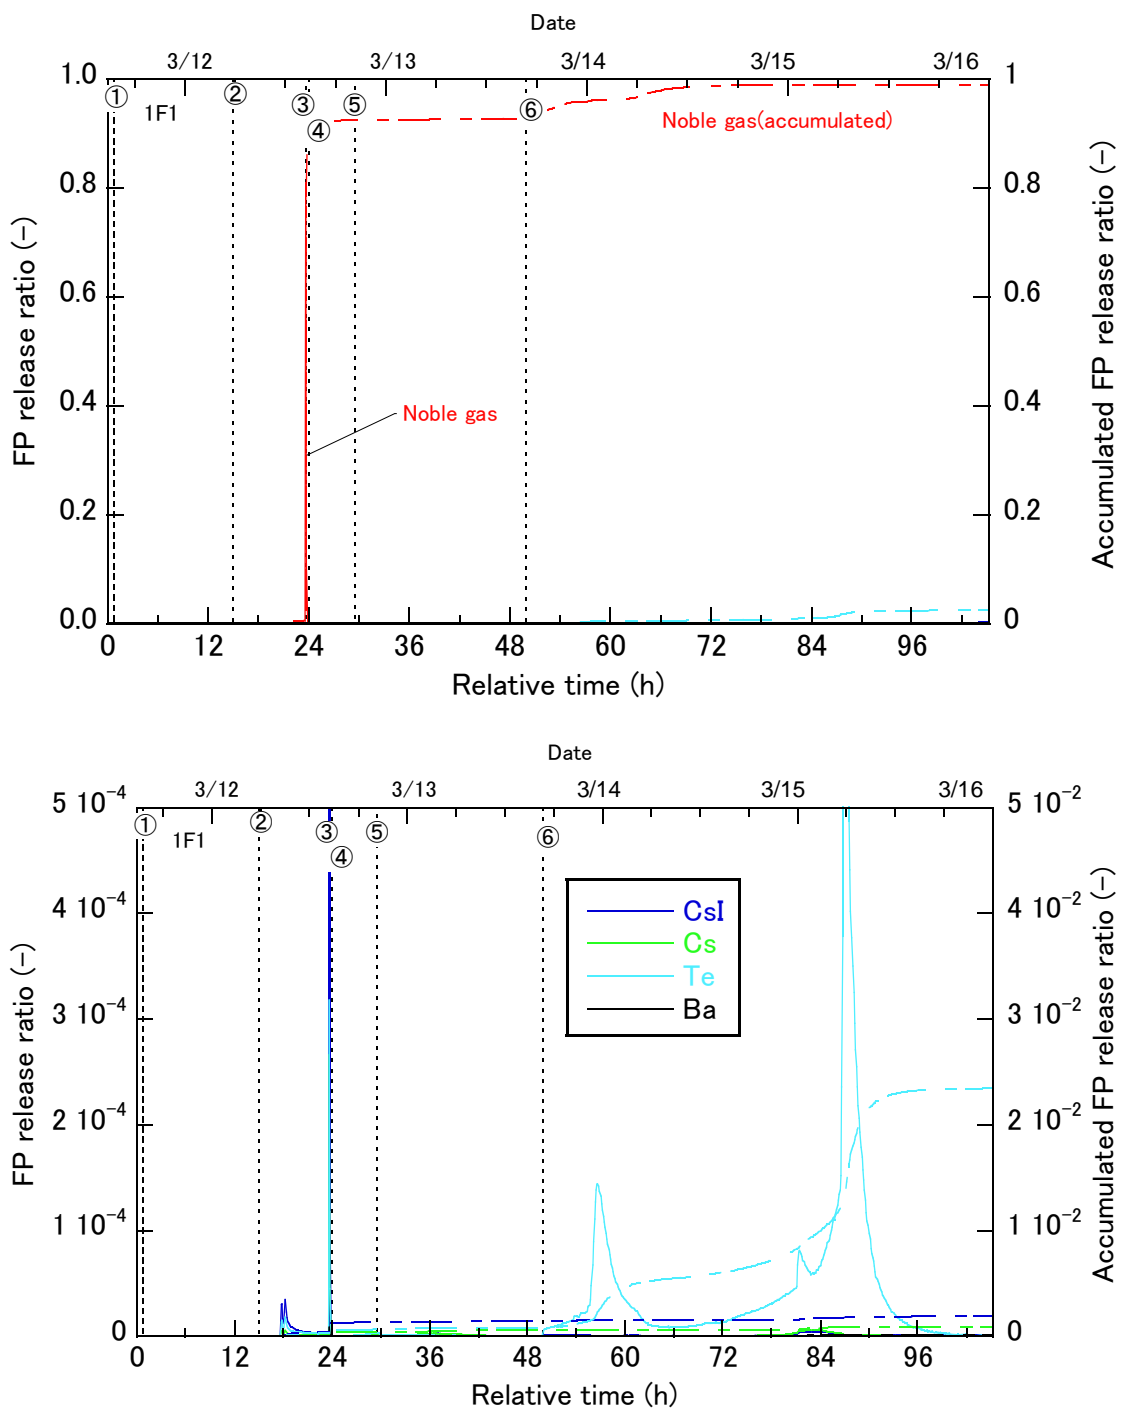 Date
3/12 3/13 3/14 3/15 3/16
1.0 1
① ② ③ ④ ⑤ ⑥
1F1
Noble gas(accumulated)
0.8 0.8
0.6 0.6
0.4 0.4
Noble gas
0.2 0.2
0.0 0
0 12 24 36 48 60 72 84 96
Relative time (h)
FP release ratio (-)
Accumulated FP release ratio (-)
Date
3/12 3/13 3/14 3/15 3/16
5 10⁻⁴ 5 10⁻²
① ② ③ ④ ⑤ ⑥
1F1
CsI
4 10⁻⁴ 4 10⁻²
Cs
Te
Ba
3 10⁻⁴ 3 10⁻²
2 10⁻⁴ 2 10⁻²
1 10⁻⁴ 1 10⁻²
0 0
0 12 24 36 48 60 72 84 96
Relative time (h)
FP release ratio (-)
Accumulated FP release ratio (-)